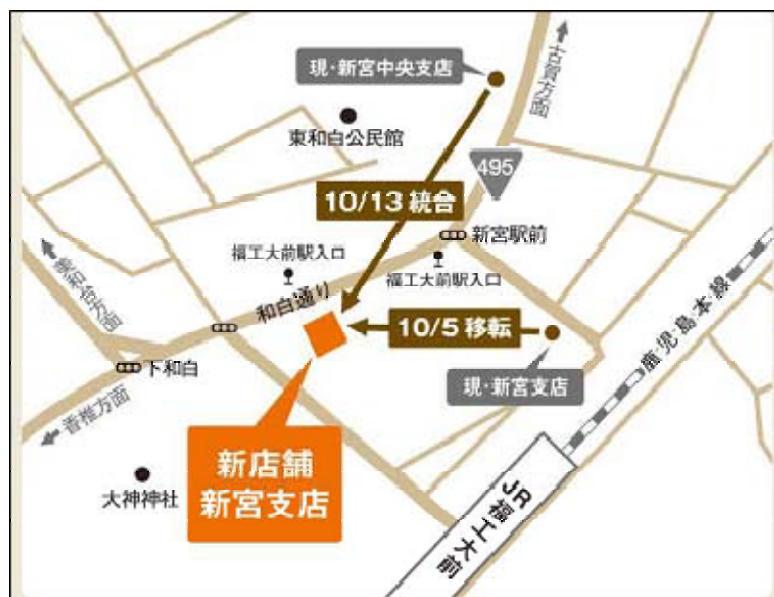 現・新宮中央支店
古賀方面
東和白公民館
495
10/13 統合
新宮駅前
福工大前駅入口
福工大前駅入口
美和台方面
和白通り
10/5 移転
鹿児島本線
下和白
現・新宮支店
香椎方面
新店舗
新宮支店
大神神社
JR福工大前